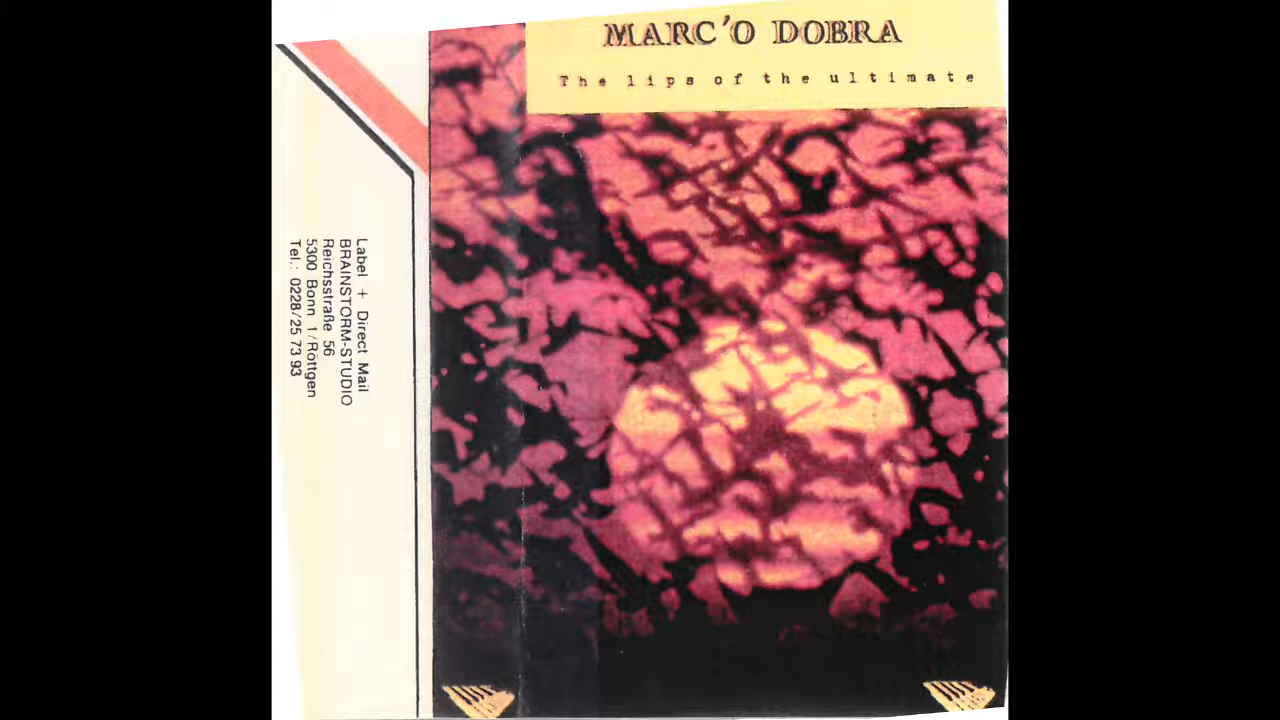 MARC'O DOBRA
The lips of the ultimate
Label + Direct Mail
BRAINSTORM-STUDIO
Reichsstraße 56
5300 Bonn 1/Röttgen
Tel.: 0228/25 73 93